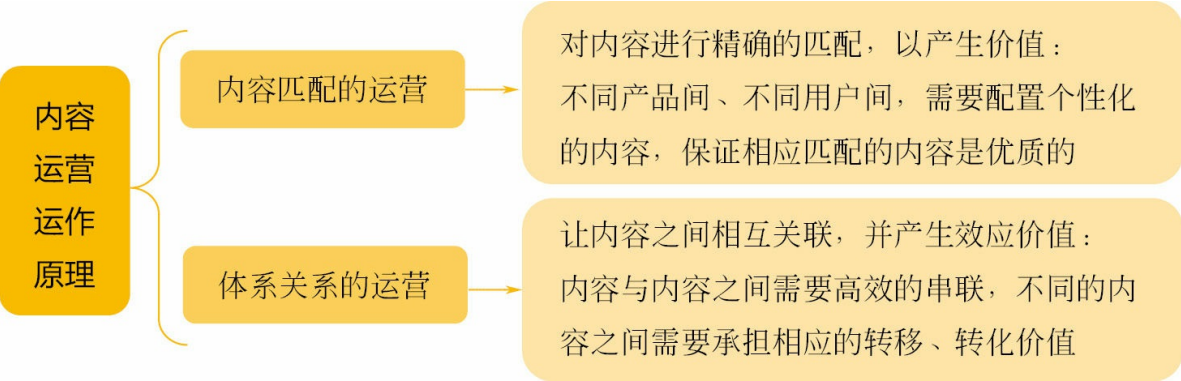 内容
运营
运作
原理
内容匹配的运营
对内容进行精确的匹配，以产生价值：
不同产品间、不同用户间，需要配置个性化
的内容，保证相应匹配的内容是优质的
体系关系的运营
让内容之间相互关联，并产生效应价值：
内容与内容之间需要高效的串联，不同的内
容之间需要承担相应的转移、转化价值